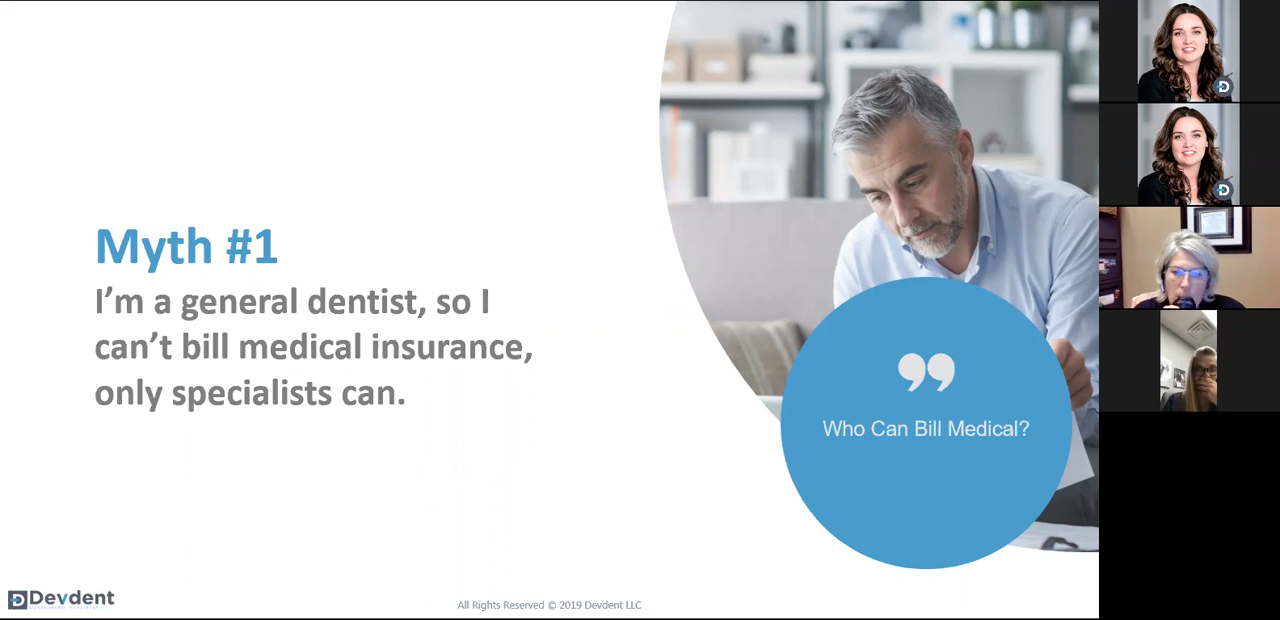 Myth #1
I’m a general dentist, so I
can’t bill medical insurance,
only specialists can.
Who Can Bill Medical?
Devdent
All Rights Reserved © 2019 Devdent LLC